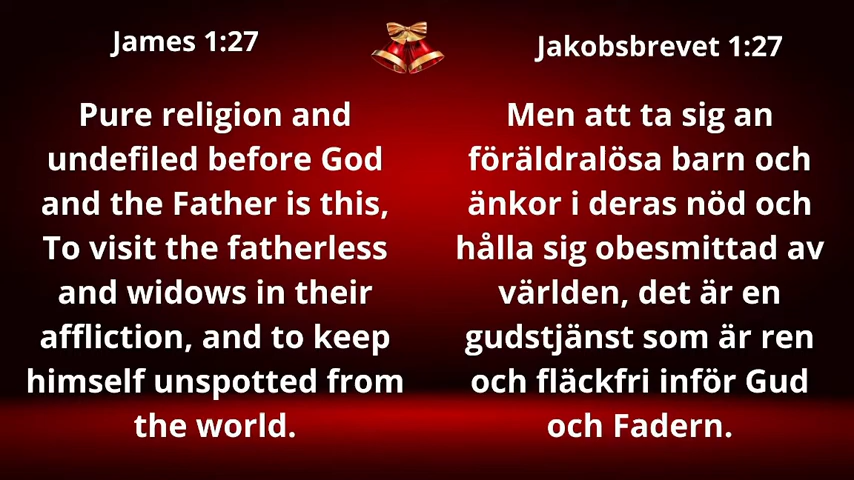 James 1:27
Pure religion and
undefiled before God
and the Father is this,
To visit the fatherless
and widows in their
affliction, and to keep
himself unspotted from
the world.
Jakobsbrevet 1:27
Men att ta sig an
föräldralösa barn och
änkor i deras nöd och
hålla sig obesmittad av
världen, det är en
gudstjänst som är ren
och fläckfri inför Gud
och Fadern.